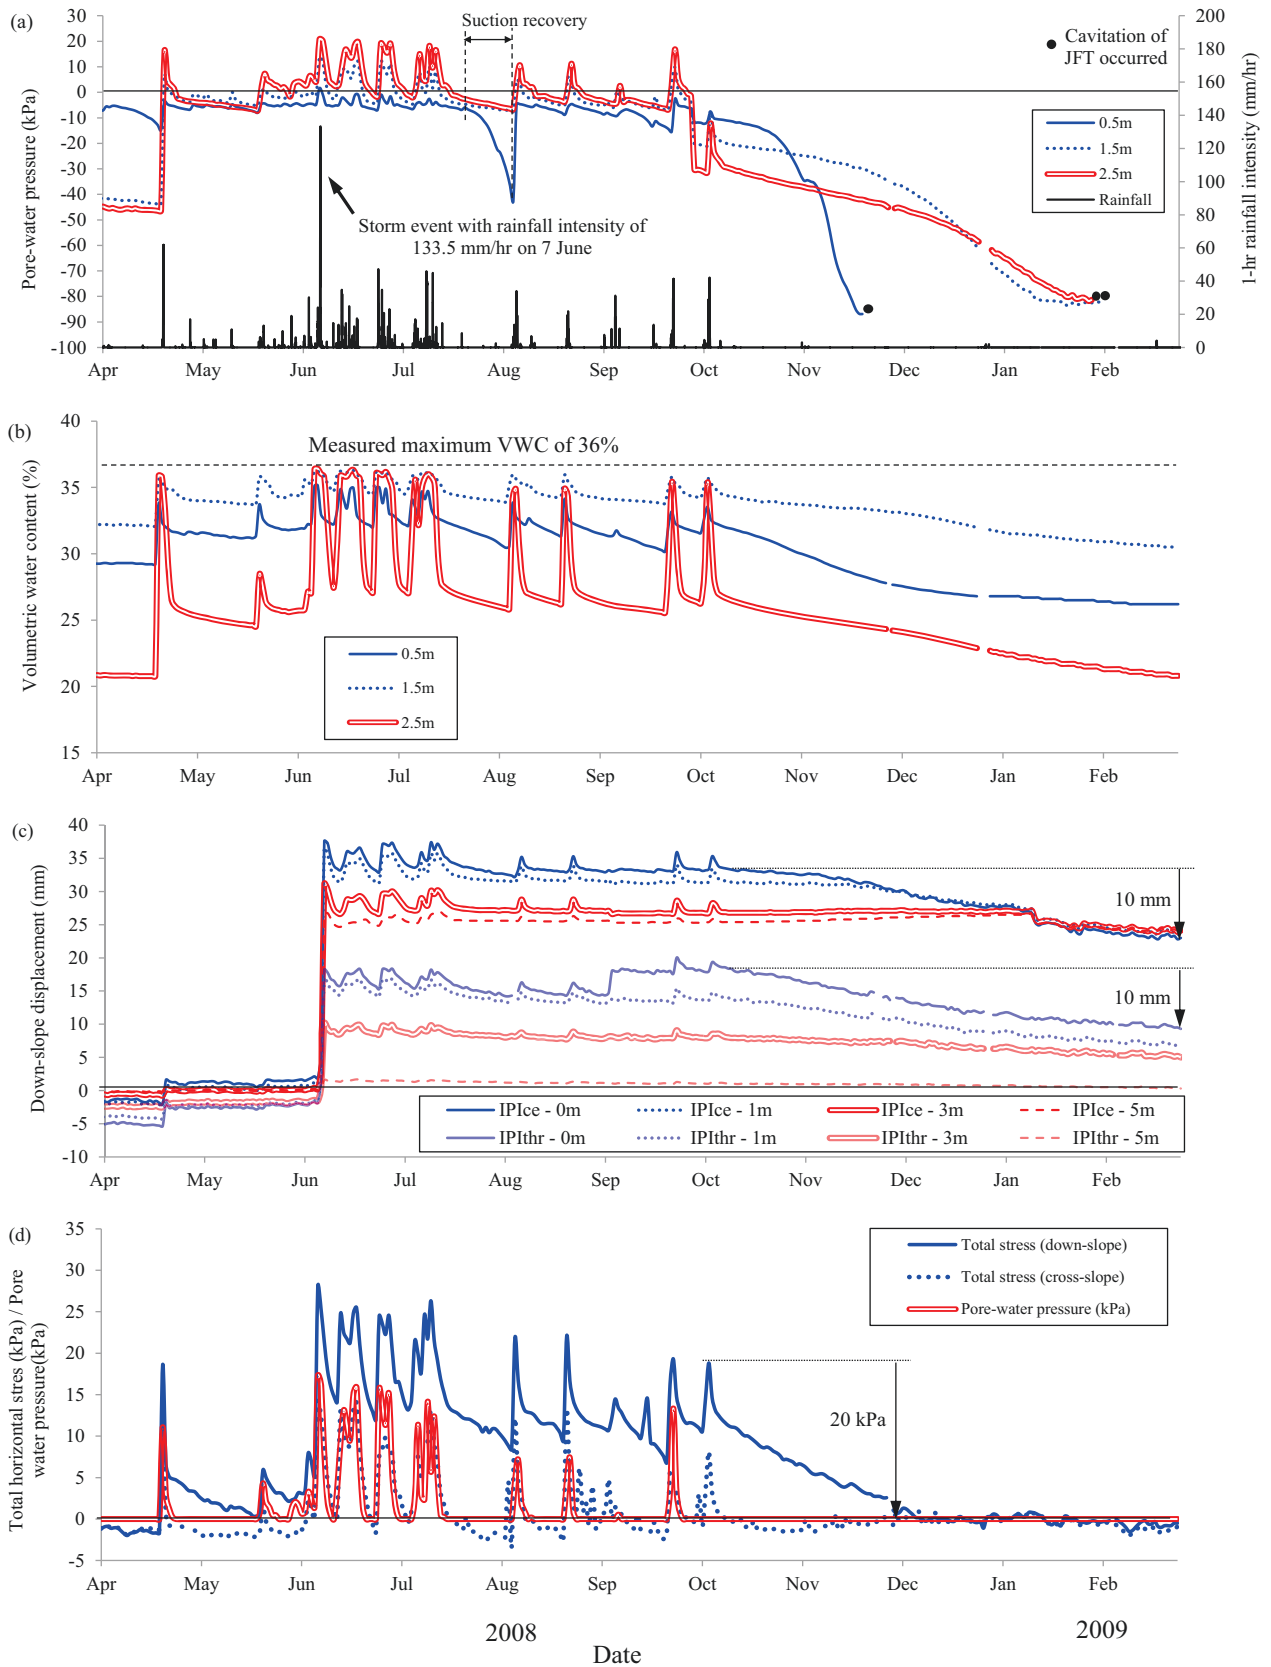 (a)
Pore-water pressure (kPa)
30
20
10
0
-10
-20
-30
-40
-50
-60
-70
-80
-90
-100
Suction recovery
Storm event with rainfall intensity of
133.5 mm/hr on 7 June
Cavitation of
JFT occurred
0.5m
1.5m
2.5m
Rainfall
200
180
160
140
120
100
80
60
40
20
0
1-hr rainfall intensity (mm/hr)
Apr May Jun Jul Aug Sep Oct Nov Dec Jan Feb
(b)
Volumetric water content (%)
40
35
30
25
20
15
Measured maximum VWC of 36%
0.5m
1.5m
2.5m
Apr May Jun Jul Aug Sep Oct Nov Dec Jan Feb
(c)
Down-slope displacement (mm)
40
35
30
25
20
15
10
5
0
-5
-10
10 mm
10 mm
IPIce - 0m IPIce - 1m IPIce - 3m IPIce - 5m
IPIthr - 0m IPIthr - 1m IPIthr - 3m IPIthr - 5m
Apr May Jun Jul Aug Sep Oct Nov Dec Jan Feb
(d)
Total horizontal stres (kPa) / Pore
water pressure(kPa)
35
30
25
20
15
10
5
0
-5
Total stress (down-slope)
Total stress (cross-slope)
Pore-water pressure (kPa)
20 kPa
Apr May Jun Jul Aug Sep Oct Nov Dec Jan Feb
2008 2009
Date